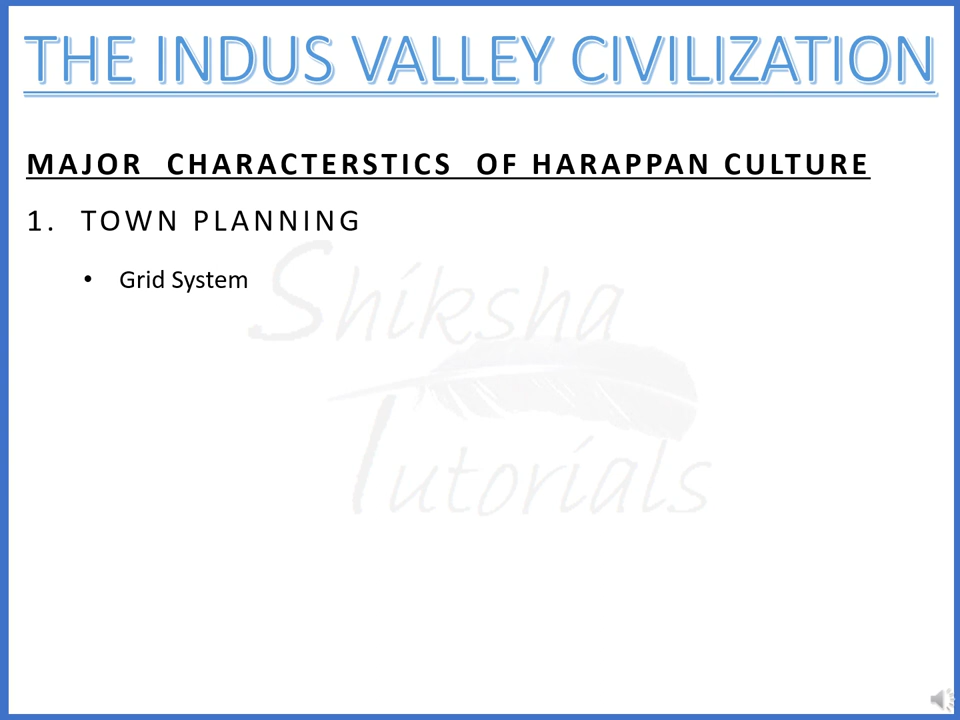 THE INDUS VALLEY CIVILIZATION
MAJOR CHARACTERSTICS OF HARAPPAN CULTURE
1. TOWN PLANNING
• Grid System
Shiksha
Tutorials